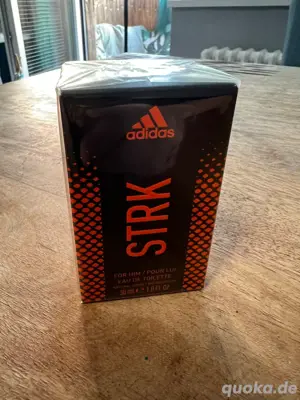 adidas
STRK
FOR HIM / POUR LUI
EAU DE TOILETTE
quoka.de